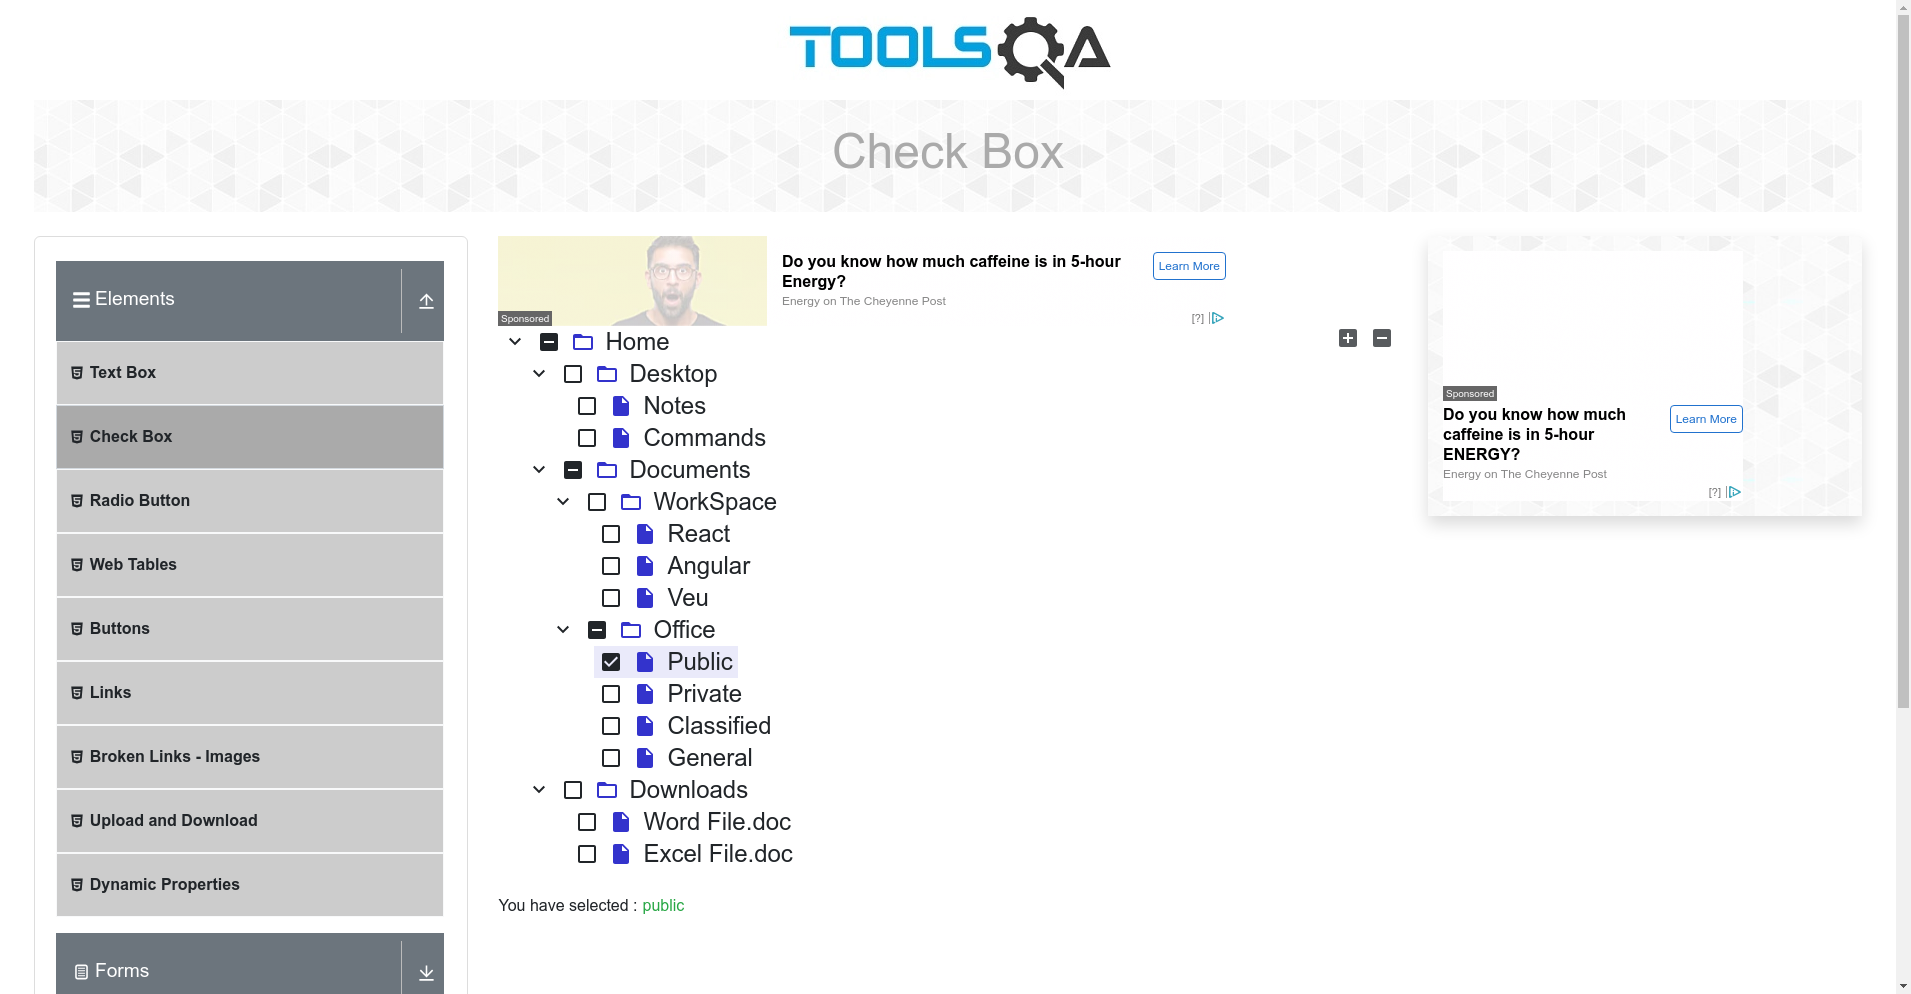 TOOLSQA
Check Box
Elements
Text Box
Check Box
Radio Button
Web Tables
Buttons
Links
Broken Links - Images
Upload and Download
Dynamic Properties
Forms
Sponsored
Do you know how much caffeine is in 5-hour
Energy?
Energy on The Cheyenne Post
Learn More
[?]
Home
Desktop
Notes
Commands
Documents
WorkSpace
React
Angular
Veu
Office
Public
Private
Classified
General
Downloads
Word File.doc
Excel File.doc
You have selected : public
Sponsored
Do you know how much
caffeine is in 5-hour
ENERGY?
Energy on The Cheyenne Post
Learn More
[?]